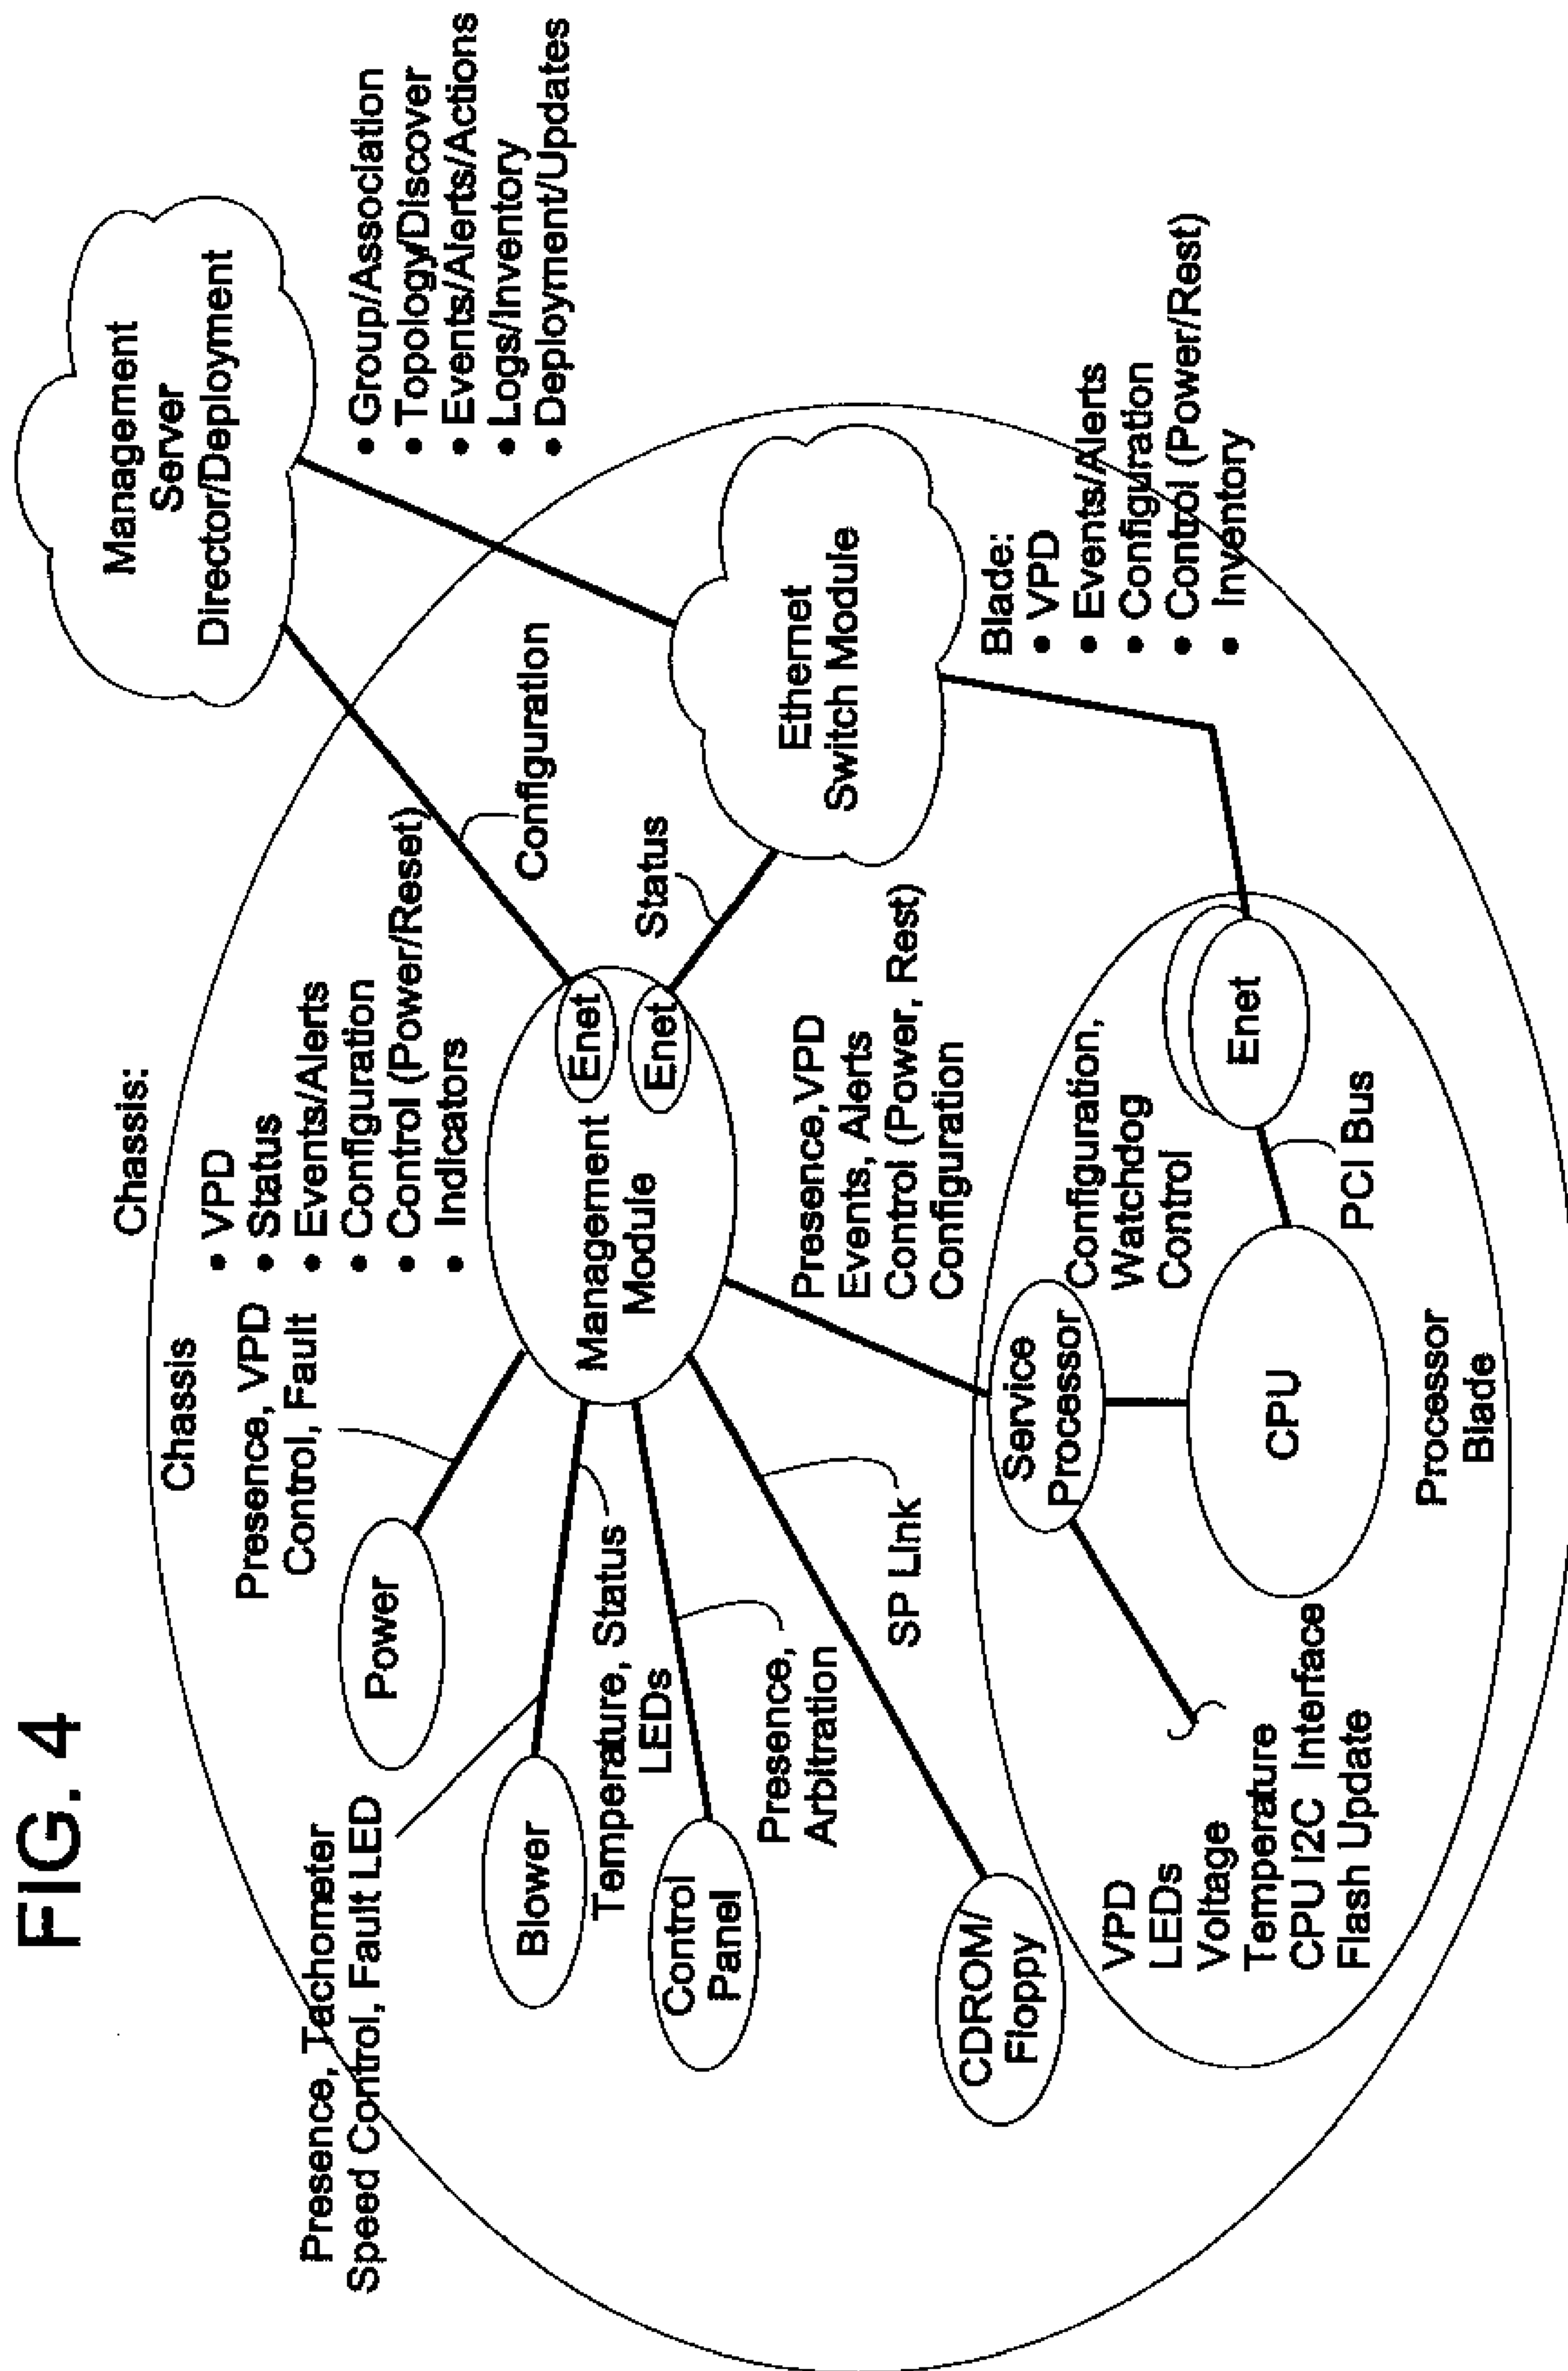 FIG. 4
Management
Server
Director/Deployment
• Group/Association
• Topology/Discover
• Events/Alerts/Actions
• Logs/Inventory
• Deployment/Updates
Chassis:
• VPD
• Status
• Events/Alerts
• Configuration
• Control (Power/Reset)
• Indicators
Chassis
Presence, VPD
Control, Fault
Power
Presence, Tachometer
Speed Control, Fault LED
Blower
Temperature, Status
LEDs
Control
Panel
Presence,
Arbitration
CDROM/
Floppy
SP Link
Management
Module
Enet
Enet
Configuration
Status
Ethernet
Switch Module
Blade:
• VPD
• Events/Alerts
• Configuration
• Control (Power/Rest)
• Inventory
Presence,VPD
Events, Alerts
Control (Power, Rest)
Configuration
Service
Processor
Configuration,
Watchdog
Control
Enet
PCI Bus
CPU
VPD
LEDs
Voltage
Temperature
CPU I2C Interface
Flash Update
Processor
Blade